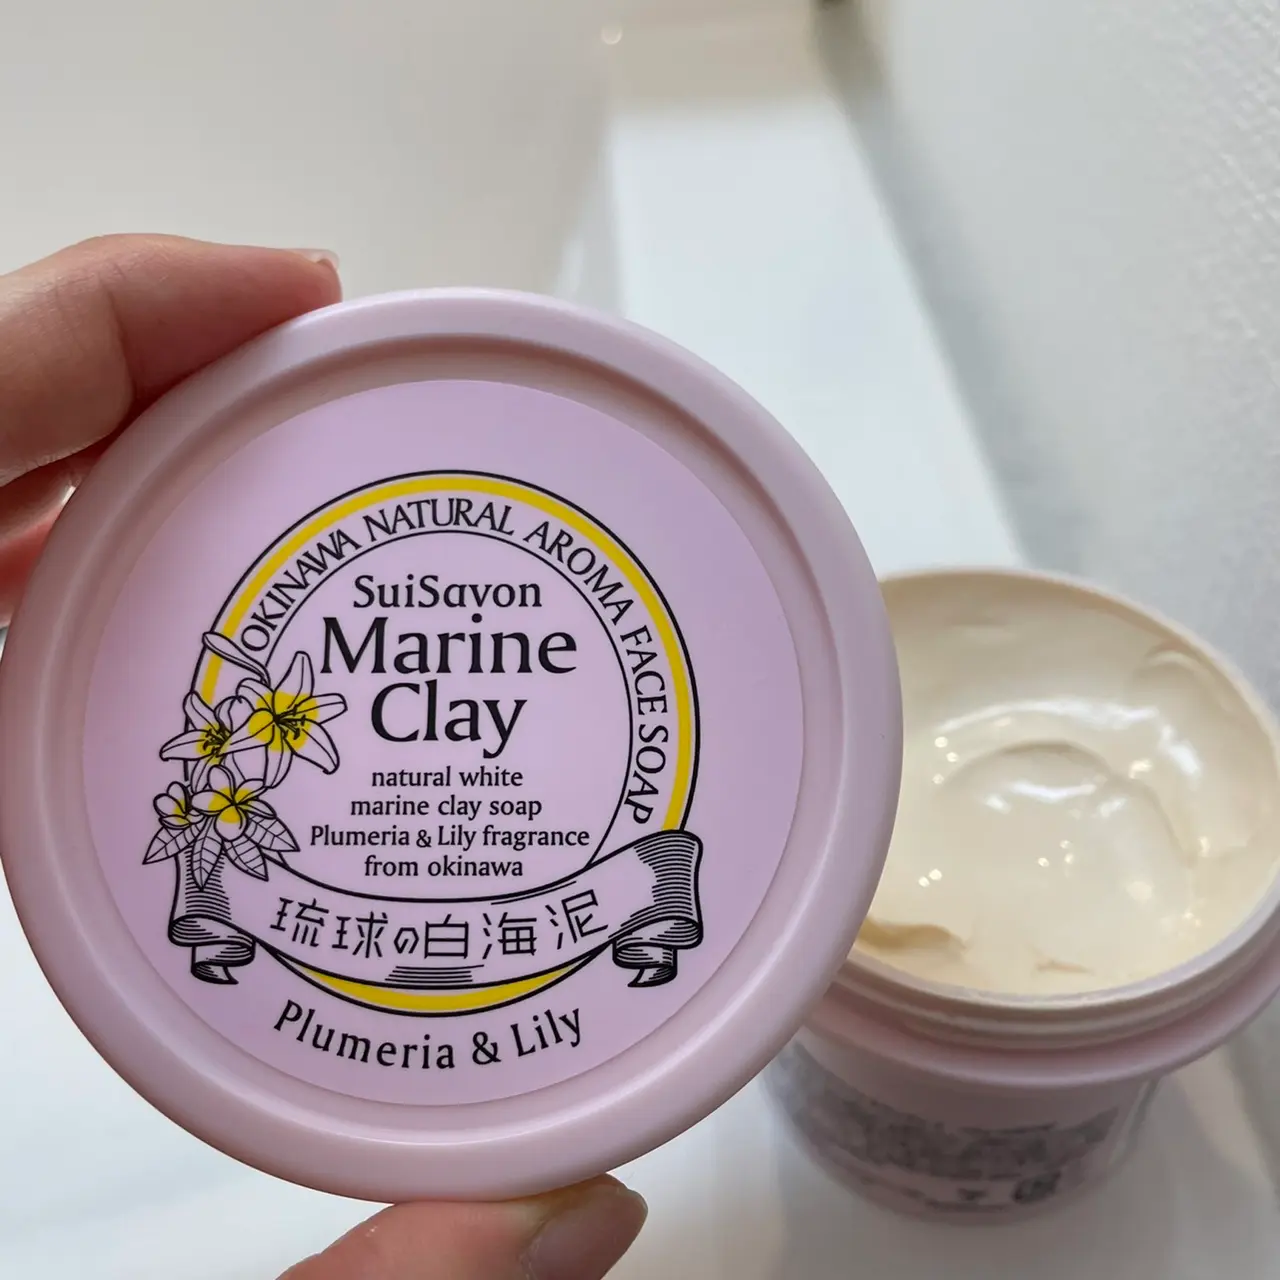 OKINAWA NATURAL AROMA FACE SOAP
SuiSavon
Marine
Clay
natural white
marine clay soap
Plumeria & Lily fragrance
from okinawa
琉球の白海泥
Plumeria & Lily